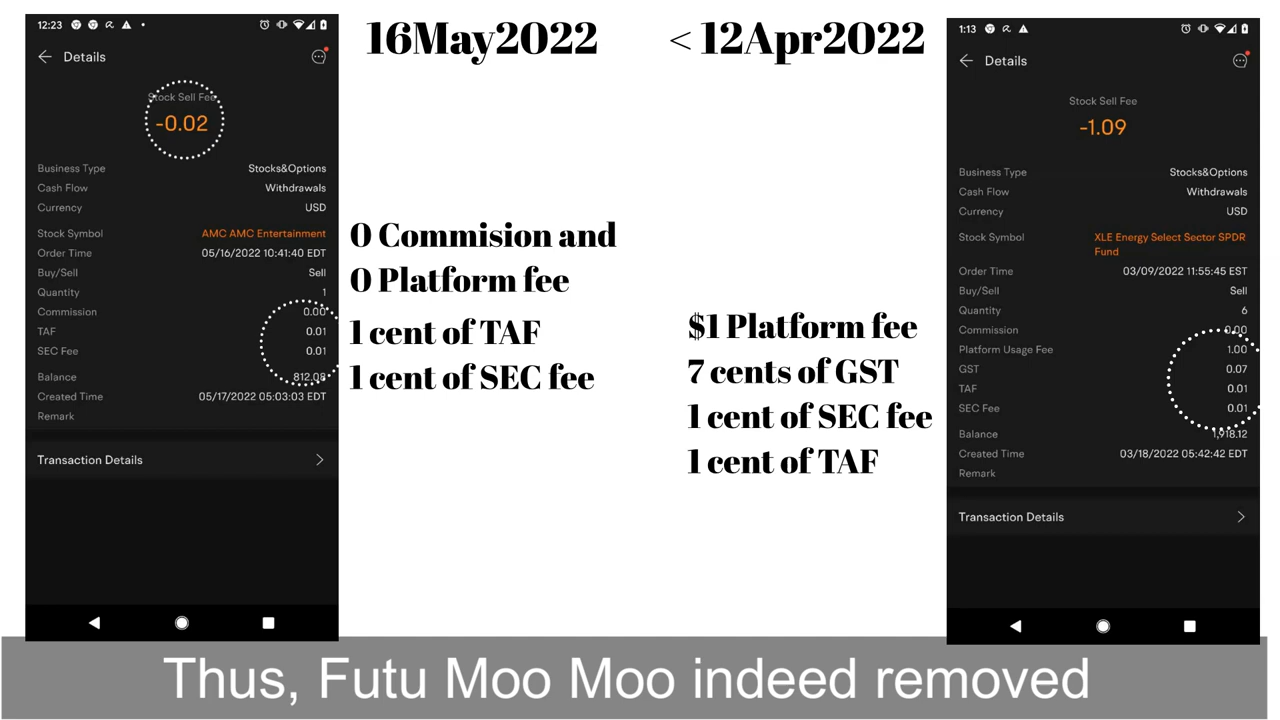 12:23
Details
Stock Sell Fee
-0.02
Business Type Stocks&Options
Cash Flow Withdrawals
Currency USD
Stock Symbol AMC AMC Entertainment
Order Time 05/16/2022 10:41:40 EDT
Buy/Sell Sell
Quantity 1
Commission 0.00
TAF 0.01
SEC Fee 0.01
Balance 812.08
Created Time 05/17/2022 05:03:03 EDT
Remark
Transaction Details
16May2022
0 Commision and
0 Platform fee
1 cent of TAF
1 cent of SEC fee
< 12Apr2022
$1 Platform fee
7 cents of GST
1 cent of SEC fee
1 cent of TAF
1:13
Details
Stock Sell Fee
-1.09
Business Type Stocks&Options
Cash Flow Withdrawals
Currency USD
Stock Symbol XLE Energy Select Sector SPDR
Fund
Order Time 03/09/2022 11:55:45 EST
Buy/Sell Sell
Quantity 6
Commission 0.00
Platform Usage Fee 1.00
GST 0.07
TAF 0.01
SEC Fee 0.01
Balance 1,918.12
Created Time 03/18/2022 05:42:42 EDT
Remark
Transaction Details
Thus, Futu Moo Moo indeed removed